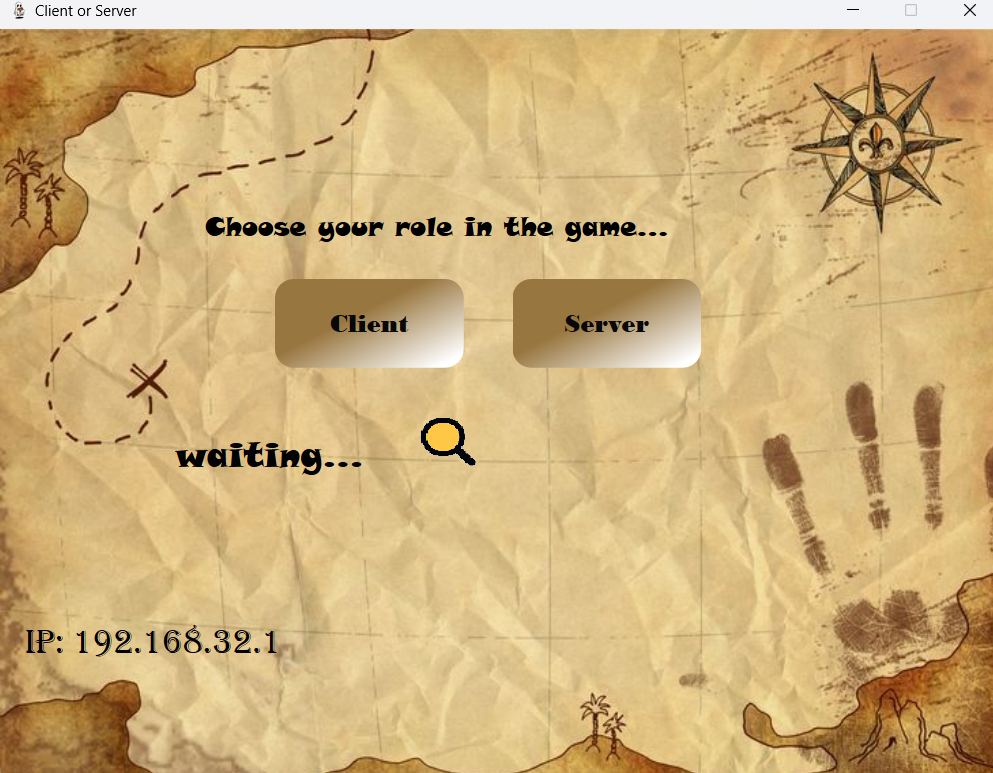 Client or Server
Choose your role in the game...
Client
Server
waiting...
IP: 192.168.32.1